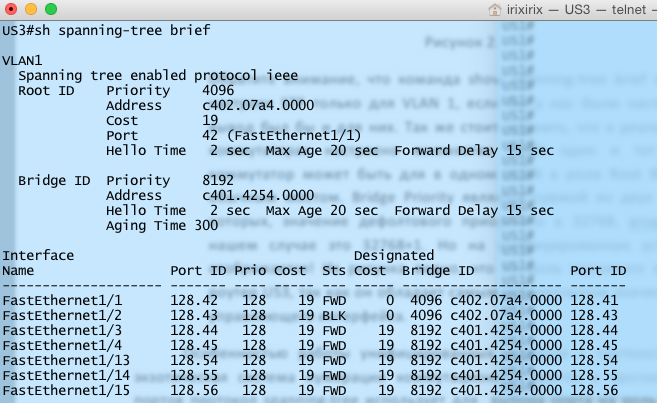 irixirix — US3 — telnet
US3#sh spanning-tree brief
VLAN1
Spanning tree enabled protocol ieee
Root ID Priority 4096
Address c402.07a4.0000
Cost 19
Port 42 (FastEthernet1/1)
Hello Time 2 sec Max Age 20 sec Forward Delay 15 sec
Bridge ID Priority 8192
Address c401.4254.0000
Hello Time 2 sec Max Age 20 sec Forward Delay 15 sec
Aging Time 300
Interface Designated
Name Port ID Prio Cost Sts Cost Bridge ID Port ID
-------------------- ------- ---- ----- --- ----- -------------------- -------
FastEthernet1/1 128.42 128 19 FWD 0 4096 c402.07a4.0000 128.41
FastEthernet1/2 128.43 128 19 BLK 0 4096 c402.07a4.0000 128.43
FastEthernet1/3 128.44 128 19 FWD 19 8192 c401.4254.0000 128.44
FastEthernet1/4 128.45 128 19 FWD 19 8192 c401.4254.0000 128.45
FastEthernet1/13 128.54 128 19 FWD 19 8192 c401.4254.0000 128.54
FastEthernet1/14 128.55 128 19 FWD 19 8192 c401.4254.0000 128.55
FastEthernet1/15 128.56 128 19 FWD 19 8192 c401.4254.0000 128.56